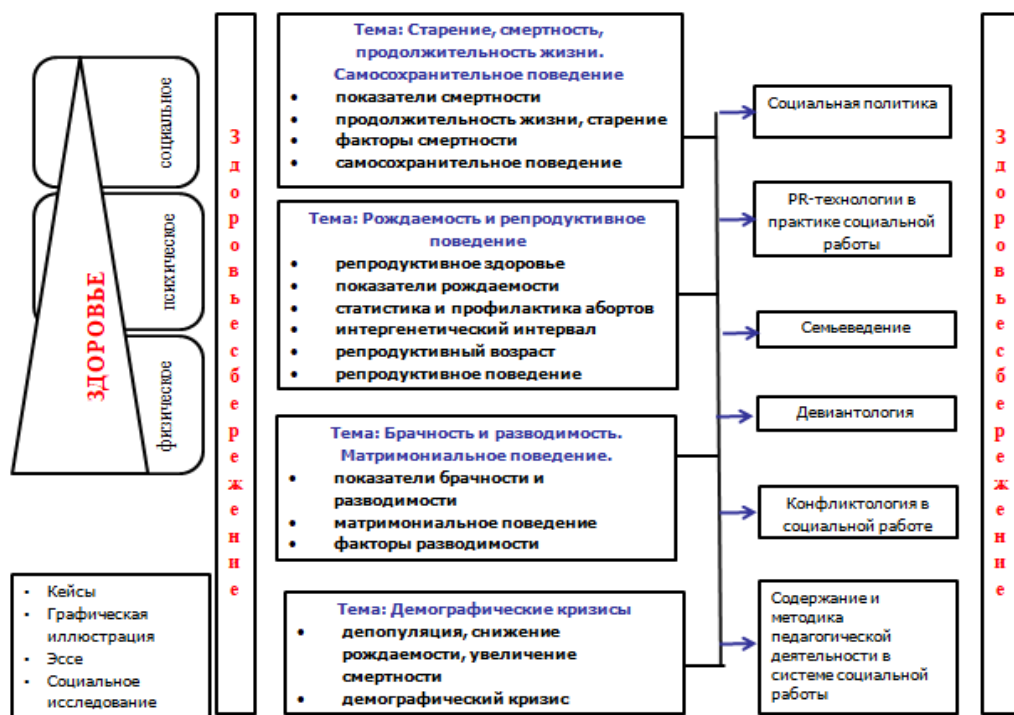 социальное
психическое
физическое
ЗДОРОВЬЕ
• Кейсы
• Графическая
иллюстрация
• Эссе
• Социальное
исследование
Здоровьесбережение
Тема: Старение, смертность,
продолжительность жизни.
Самосохранительное поведение
• показатели смертности
• продолжительность жизни, старение
• факторы смертности
• самосохранительное поведение
Тема: Рождаемость и репродуктивное
поведение
• репродуктивное здоровье
• показатели рождаемости
• статистика и профилактика абортов
• интергенетический интервал
• репродуктивный возраст
• репродуктивное поведение
Тема: Брачность и разводимость.
Матримониальное поведение.
• показатели брачности и
разводимости
• матримониальное поведение
• факторы разводимости
Тема: Демографические кризисы
• депопуляция, снижение
рождаемости, увеличение
смертности
• демографический кризис
Социальная политика
PR-технологии в
практике социальной
работы
Семьеведение
Девиантология
Конфликтология в
социальной работе
Содержание и
методика
педагогической
деятельности в
системе социальной
работы
Здоровьесбережение